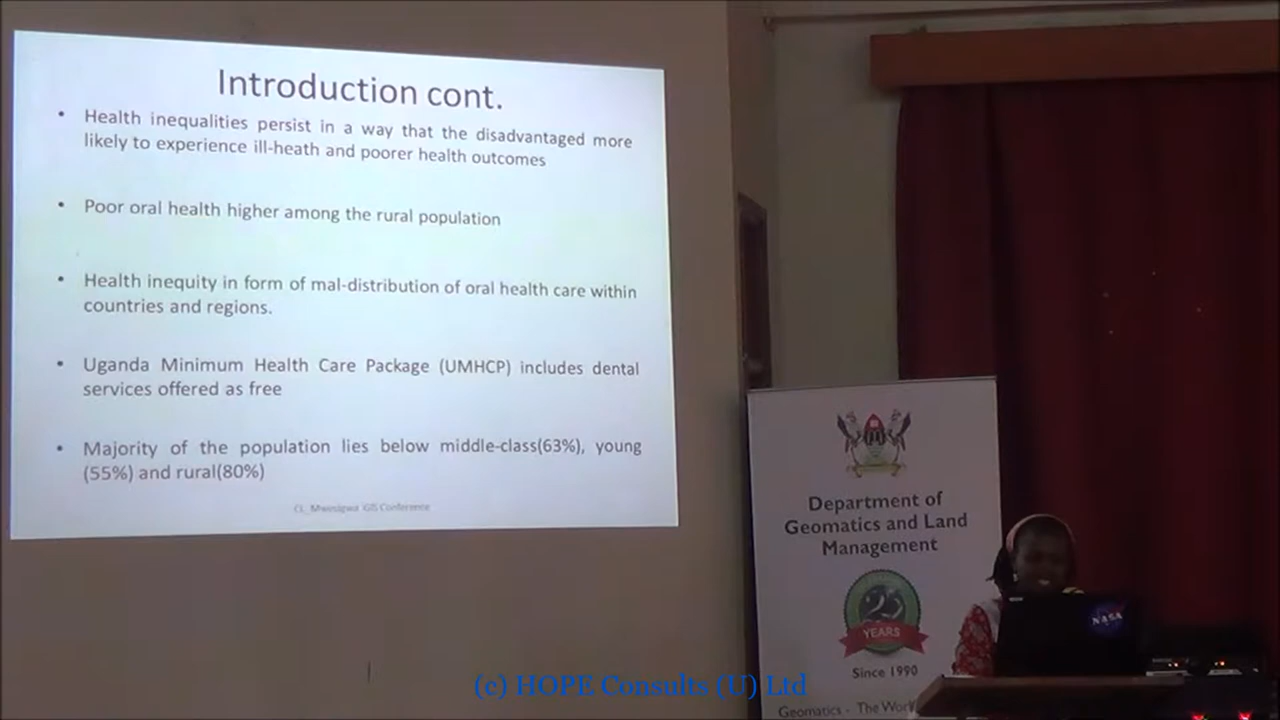 Introduction cont.
• Health inequalities persist in a way that the disadvantaged more
likely to experience ill-heath and poorer health outcomes
• Poor oral health higher among the rural population
• Health inequity in form of mal-distribution of oral health care within
countries and regions.
• Uganda Minimum Health Care Package (UMHCP) includes dental
services offered as free
• Majority of the population lies below middle-class(63%), young
(55%) and rural(80%)
CL_Mwesigwa GIS Conference
Department of
Geomatics and Land
Management
25
YEARS
Since 1990
Geomatics - The
NASA
(c) HOPE Consults (U) Ltd